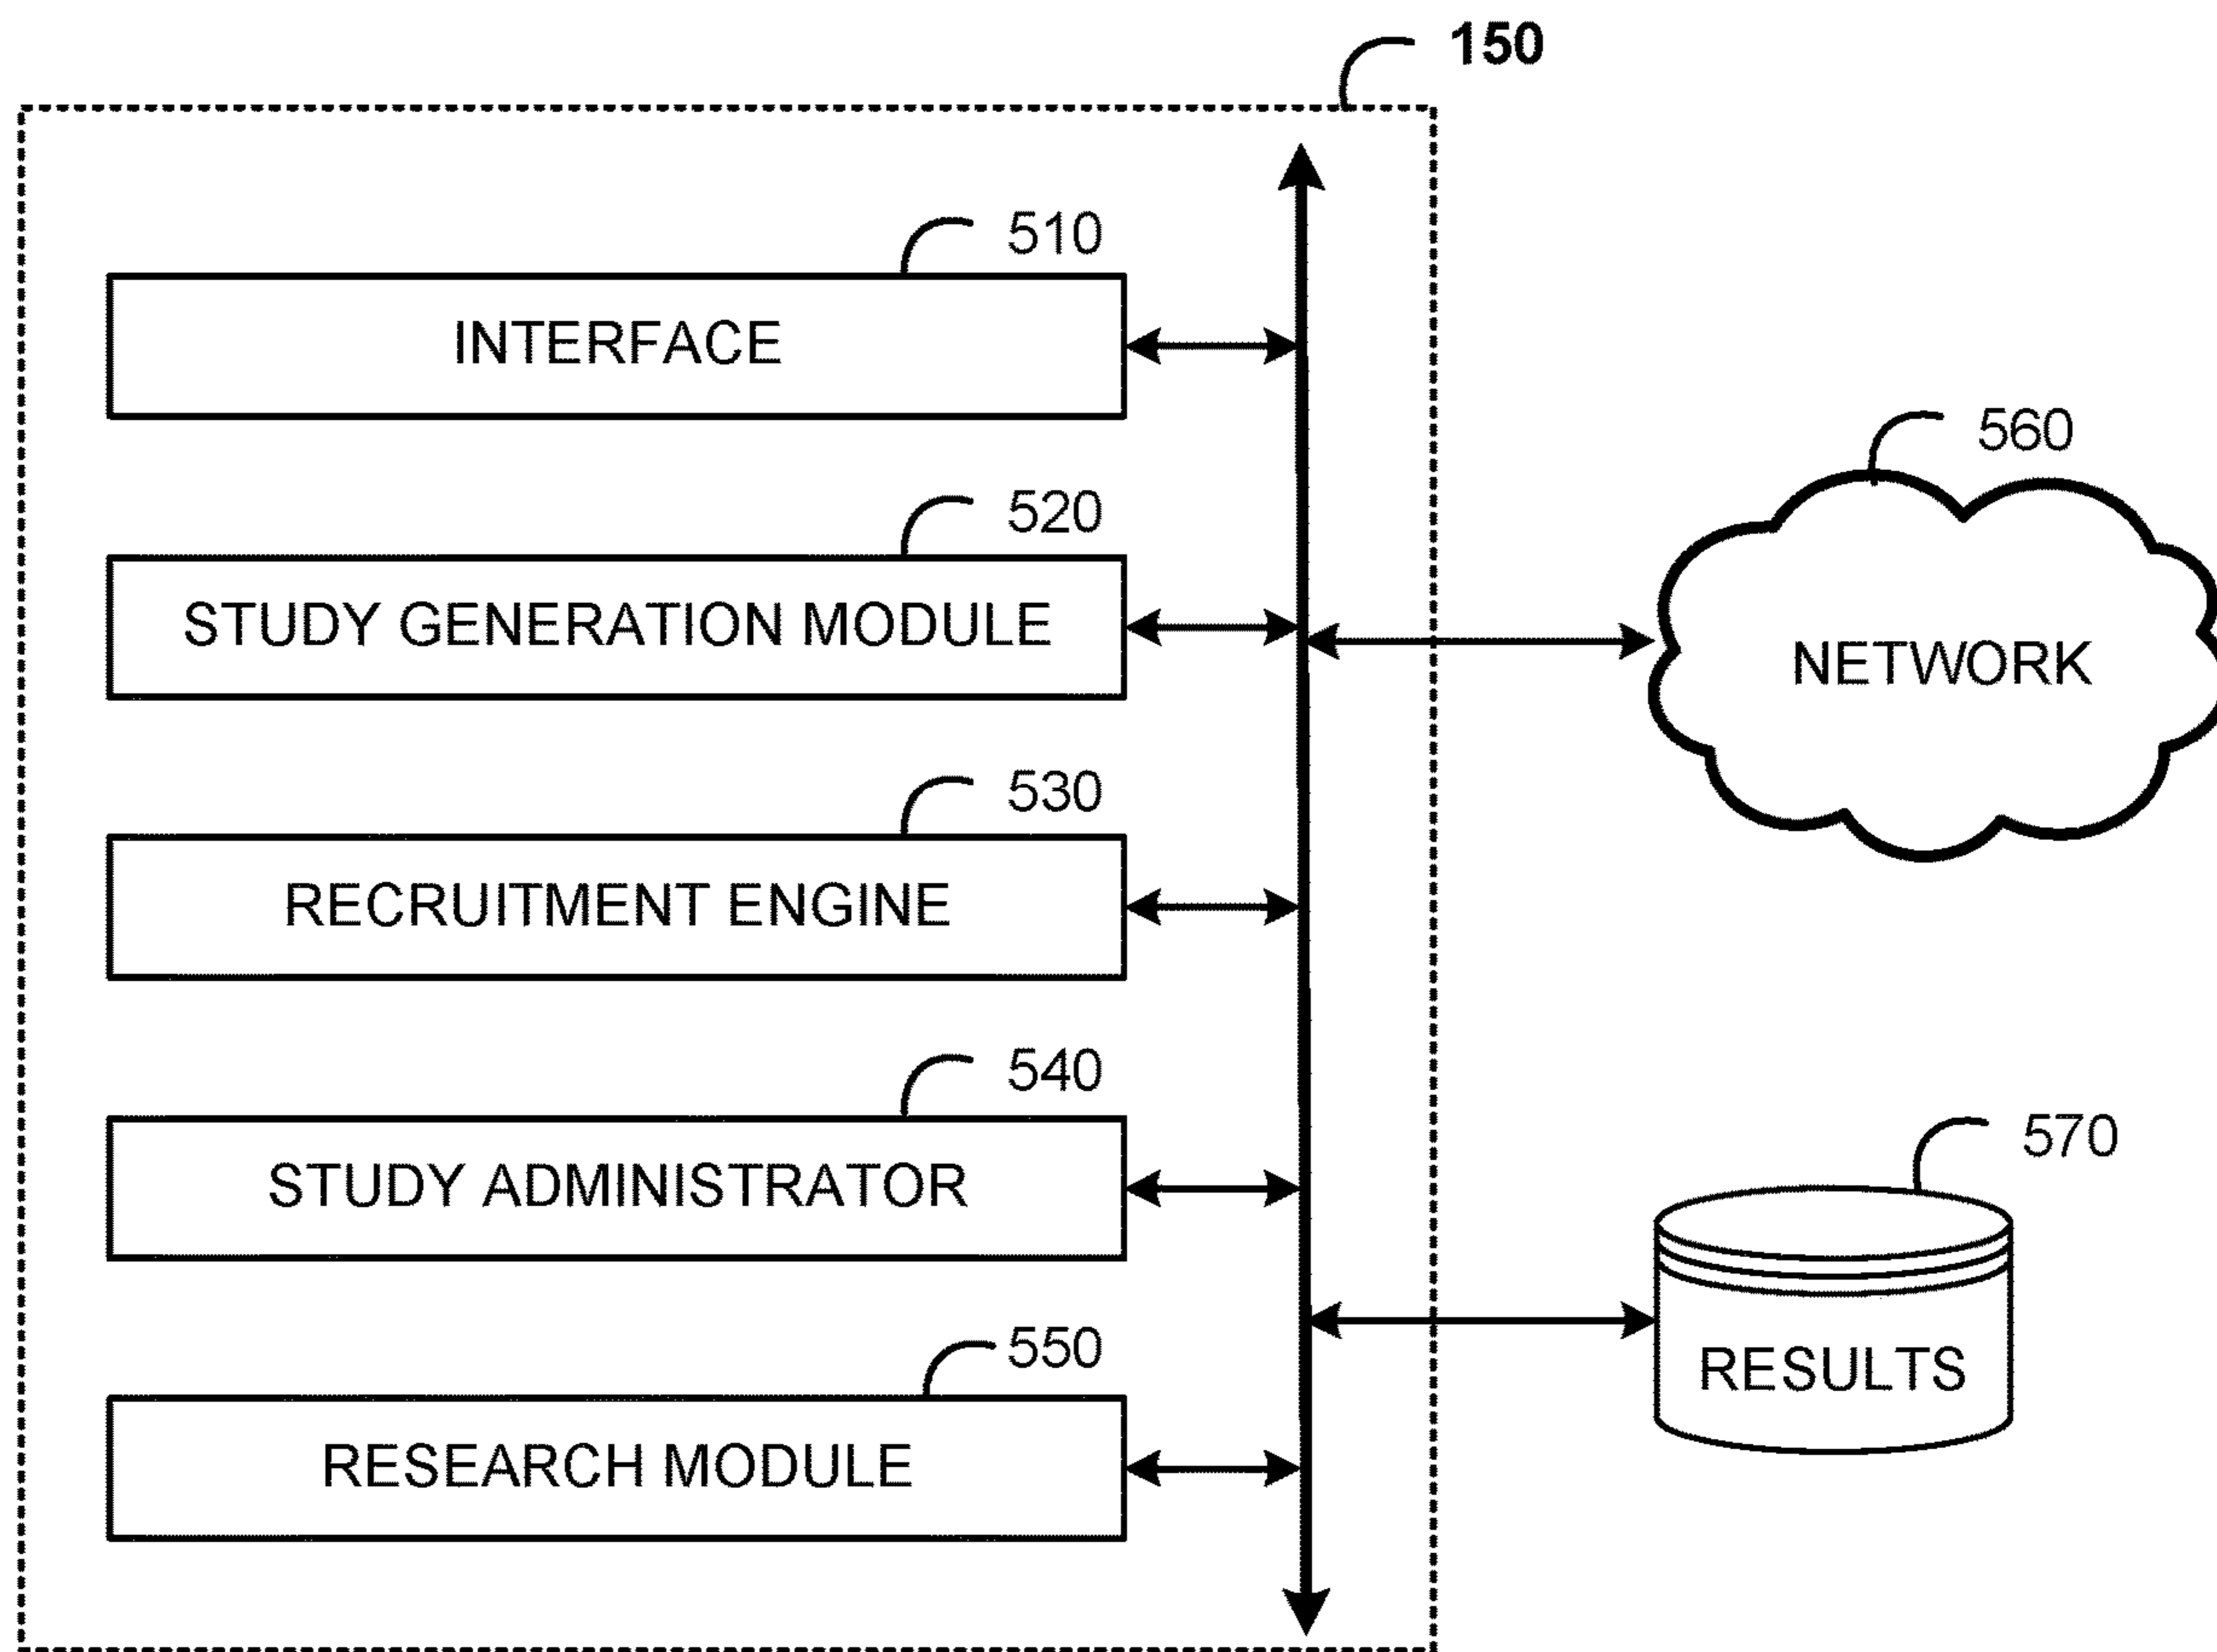 150
510
INTERFACE
560
520
STUDY GENERATION MODULE
NETWORK
530
RECRUITMENT ENGINE
540
STUDY ADMINISTRATOR
570
550
RESULTS
RESEARCH MODULE